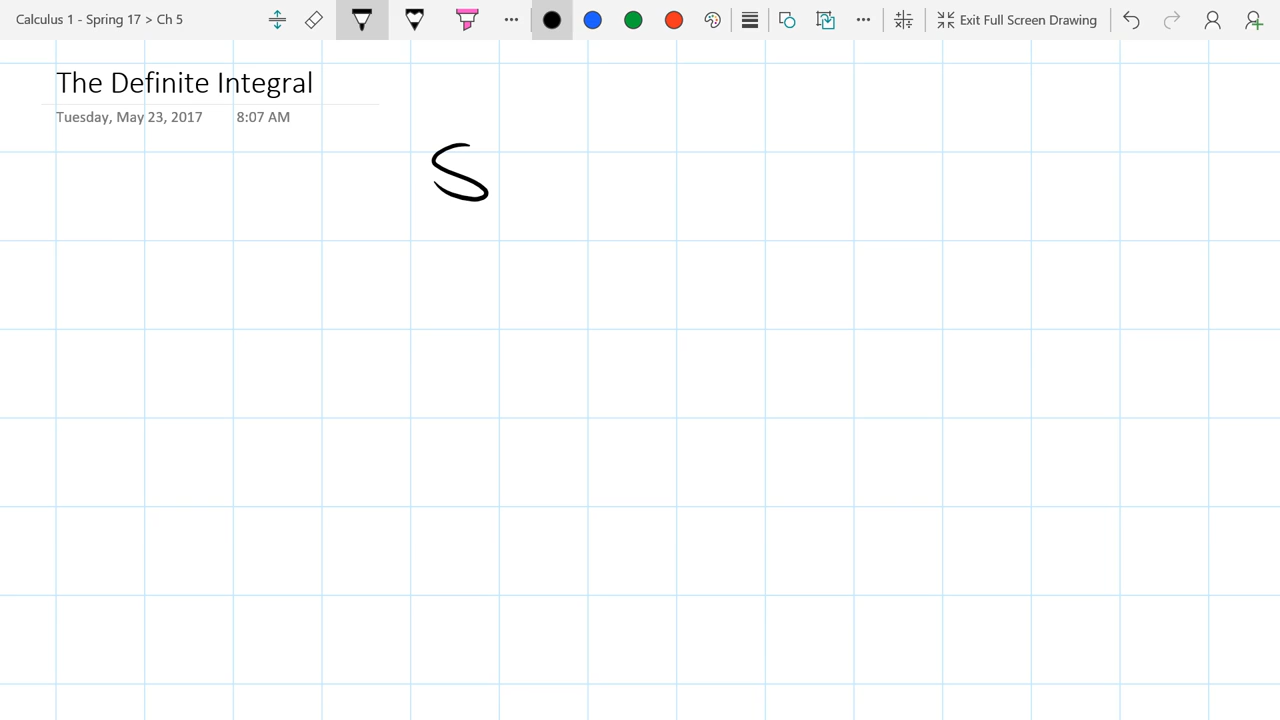 Calculus 1 - Spring 17 > Ch 5
Exit Full Screen Drawing
The Definite Integral
Tuesday, May 23, 2017 8:07 AM
S